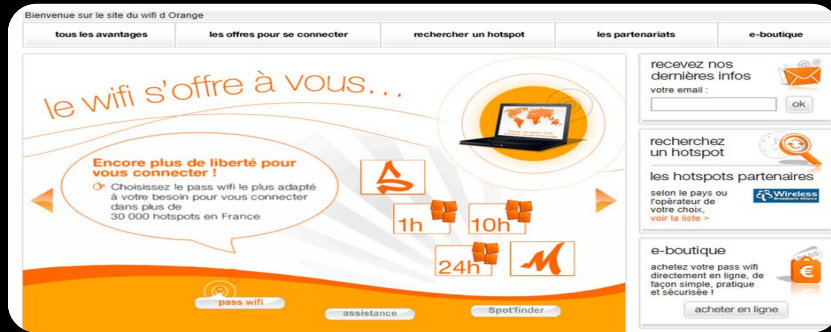 Bienvenue sur le site du wifi d Orange
tous les avantages
les offres pour se connecter
rechercher un hotspot
les partenariats
e-boutique
le wifi s'offre à vous...
Encore plus de liberté pour
vous connecter !
Choisissez le pass wifi le plus adapté
à votre besoin pour vous connecter
dans plus de
30 000 hotspots en France
1h
10h
24h
M
pass wifi
assistance
Spot'finder
recevez nos
dernières infos
votre email :
ok
recherchez
un hotspot
les hotspots partenaires
selon le pays ou
l'opérateur de
votre choix,
voir la liste >
Wireless
Broadband Alliance
e-boutique
achetez votre pass wifi
directement en ligne, de
façon simple, pratique
et sécurisée !
acheter en ligne